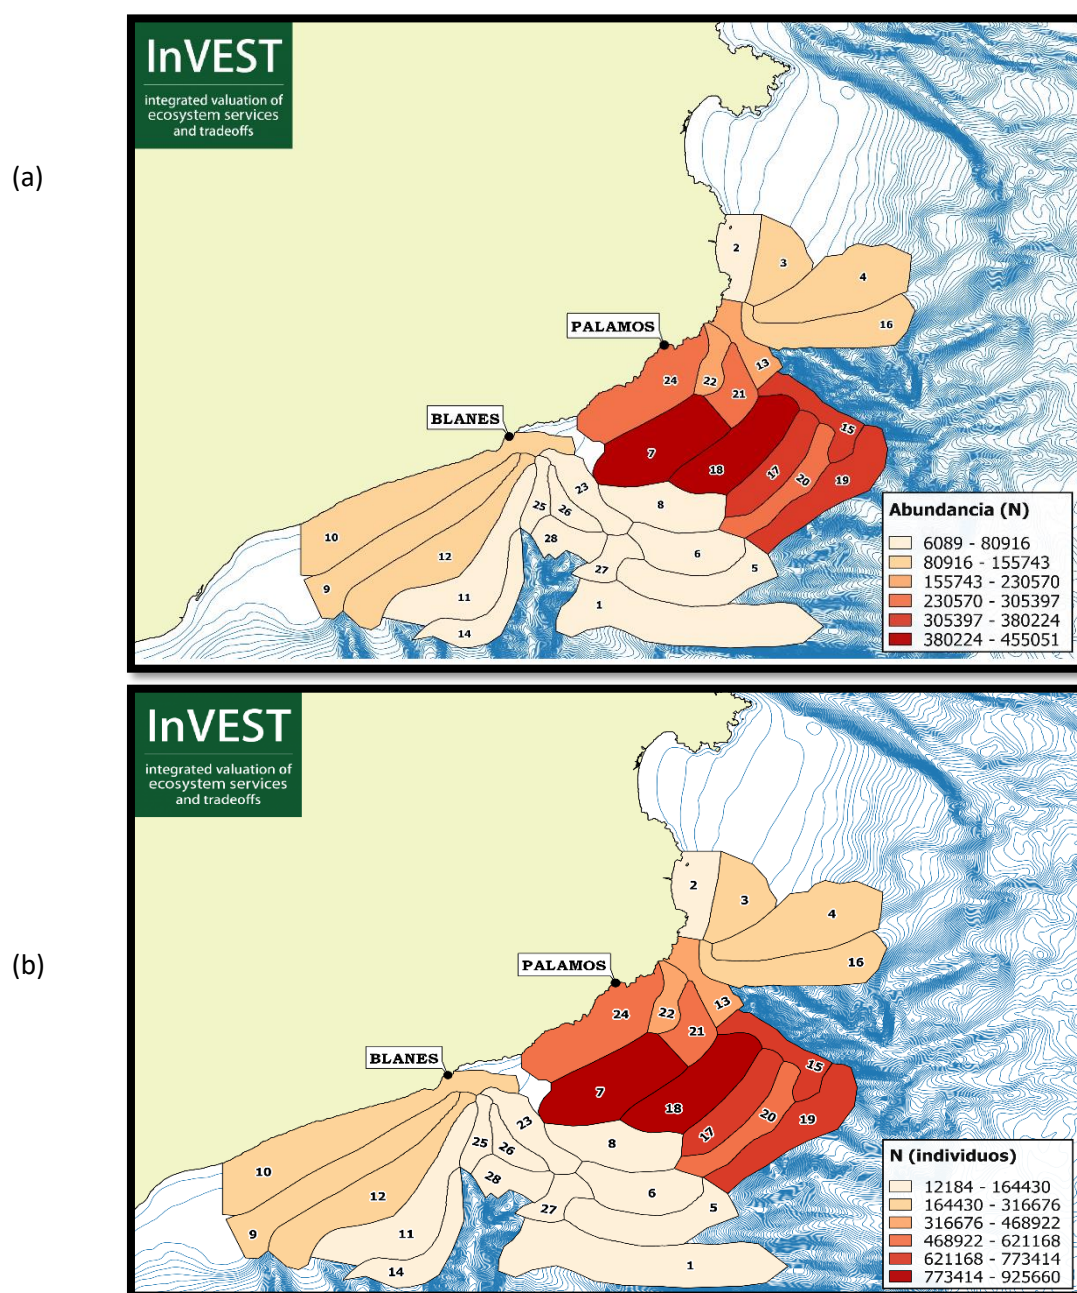 (a)
InVEST
integrated valuation of
ecosystem services
and tradeoffs
2
3
4
16
PALAMOS
13
24
22
21
BLANES
15
7
18
17
20
19
23
25
26
8
10
28
12
6
5
27
9
11
1
14
Abundancia (N)
6089 - 80916
80916 - 155743
155743 - 230570
230570 - 305397
305397 - 380224
380224 - 455051
(b)
InVEST
integrated valuation of
ecosystem services
and tradeoffs
2
3
4
16
PALAMOS
13
24
22
21
BLANES
15
7
18
20
19
23
17
25
26
8
10
28
12
6
5
27
9
11
1
14
N (individuos)
12184 - 164430
164430 - 316676
316676 - 468922
468922 - 621168
621168 - 773414
773414 - 925660